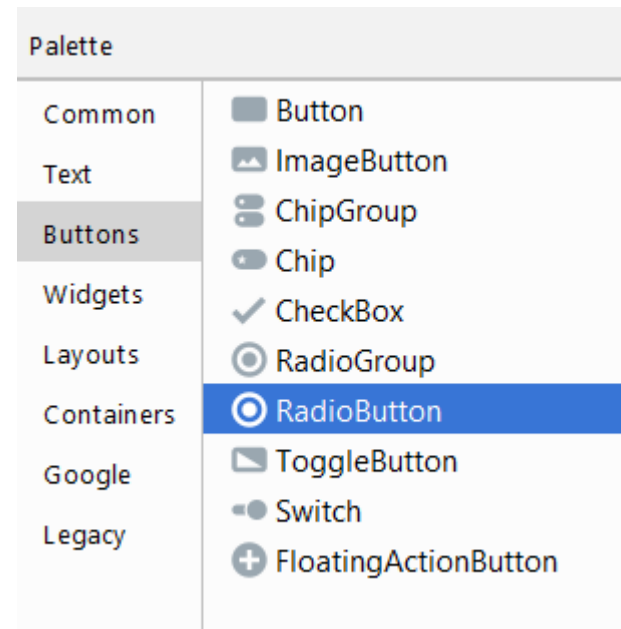 Palette
Common
Text
Buttons
Widgets
Layouts
Containers
Google
Legacy
Button
ImageButton
ChipGroup
Chip
CheckBox
RadioGroup
RadioButton
ToggleButton
Switch
FloatingActionButton